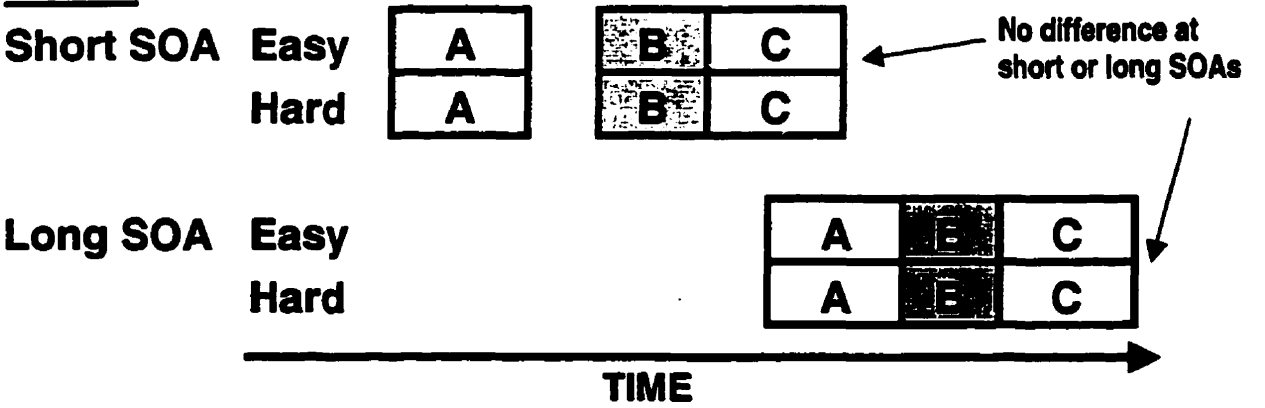 Short SOA Easy A B C
Hard A B C
No difference at
short or long SOAs
Long SOA Easy A B C
Hard A B C
TIME